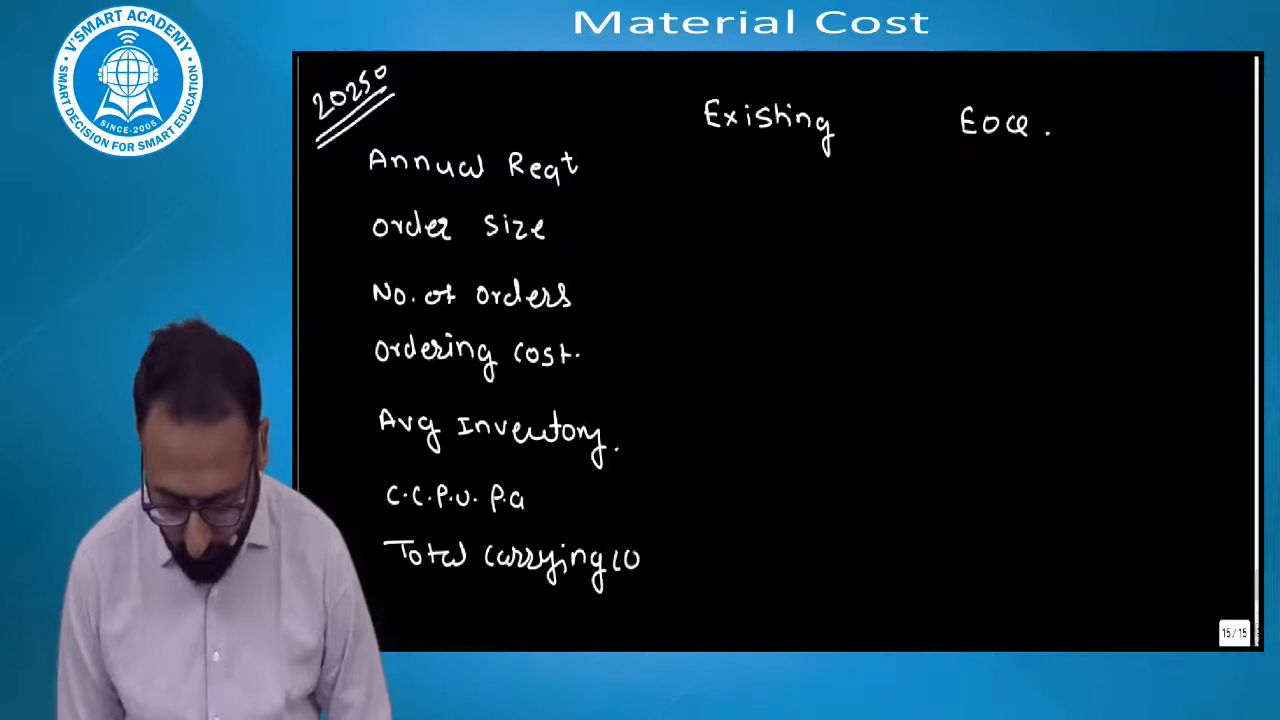 Material Cost
V'SMART ACADEMY
SINCE-2005
SMART DECISION FOR SMART EDUCATION
20250
Existing EOQ.
Annual Reqt
Order Size
No. of orders
Ordering Cost.
Avg Inventory.
C.C.P.U. P.a
Total Carrying Co
15/15